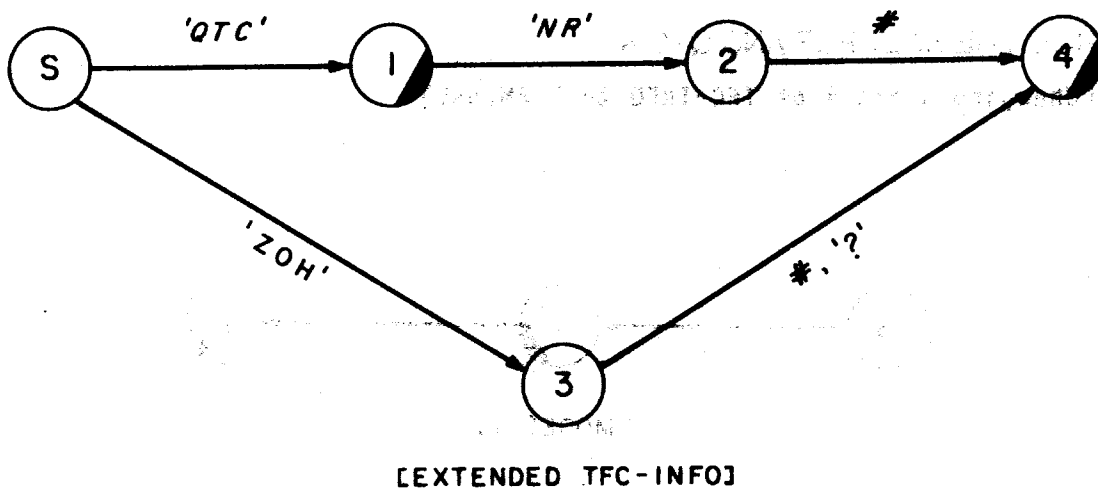 'QTC' 'NR' #
S 1 2 4
'ZOH' #, '?'
3
[EXTENDED TFC-INFO]